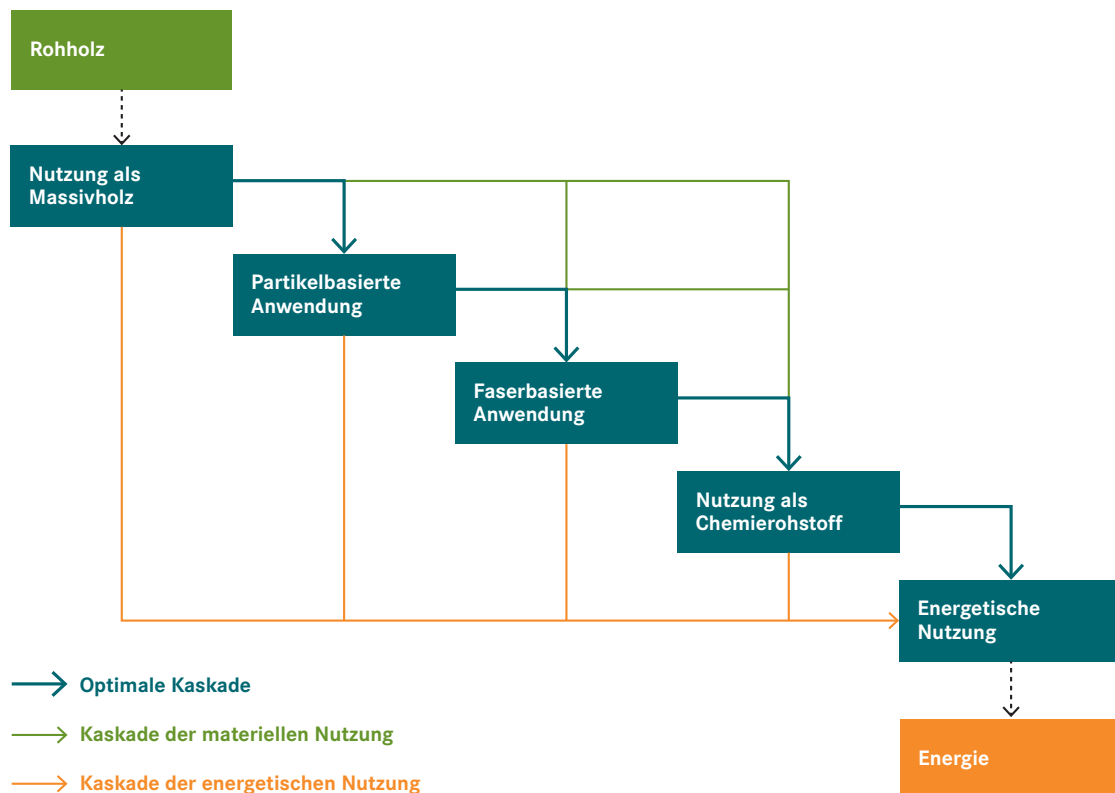 Rohholz
Nutzung als
Massivholz
Partikelbasierte
Anwendung
Faserbasierte
Anwendung
Nutzung als
Chemierohstoff
Energetische
Nutzung
Optimale Kaskade
Kaskade der materiellen Nutzung
Kaskade der energetischen Nutzung
Energie